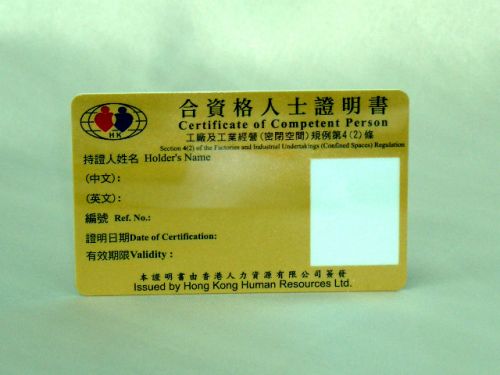 HK
合資格人士證明書
Certificate of Competent Person
工廠及工業經營(密閉空間)規例第4(2)條
Section 4(2) of the Factories and Industrial Undertakings (Confined Spaces) Regulation
持證人姓名 Holder's Name
(中文):
(英文):
編號 Ref. No.:
證明日期Date of Certification:
有效期限Validity :
本證明書由香港人力資源有限公司簽發
Issued by Hong Kong Human Resources Ltd.